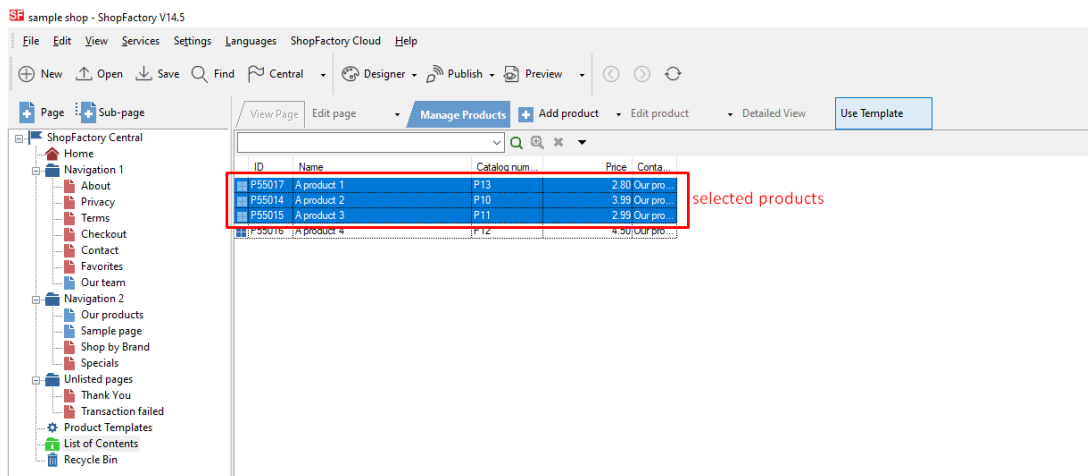 SF sample shop - ShopFactory V14.5
File Edit View Services Settings Languages ShopFactory Cloud Help
New Open Save Find Central Designer Publish Preview
Page Sub-page View Page Edit page Manage Products Add product Edit product Detailed View Use Template
ShopFactory Central
Home
Navigation 1
About
Privacy
Terms
Checkout
Contact
Favorites
Our team
Navigation 2
Our products
Sample page
Shop by Brand
Specials
Unlisted pages
Thank You
Transaction failed
Product Templates
List of Contents
Recycle Bin
ID Name Catalog num... Price Conta...
P55017 A product 1 P13 2.80 Our pro...
P55014 A product 2 P10 3.99 Our pro...
P55015 A product 3 P11 2.99 Our pro...
P55016 A product 4 P12 4.50 Our pro...
selected products